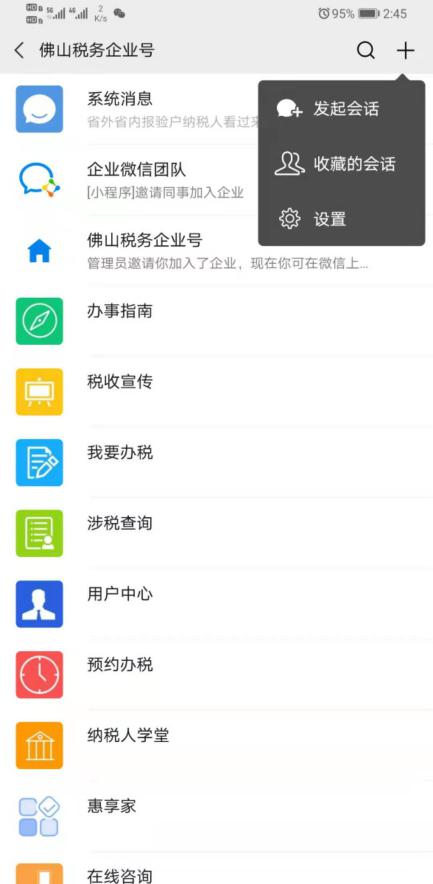 95% 2:45
佛山税务企业号
发起会话
收藏的会话
设置
系统消息
省外省内报验户纳税人看过来
企业微信团队
[小程序]邀请同事加入企业
佛山税务企业号
管理员邀请你加入了企业，现在你可在微信上...
办事指南
税收宣传
我要办税
涉税查询
用户中心
预约办税
纳税人学堂
惠享家
在线咨询